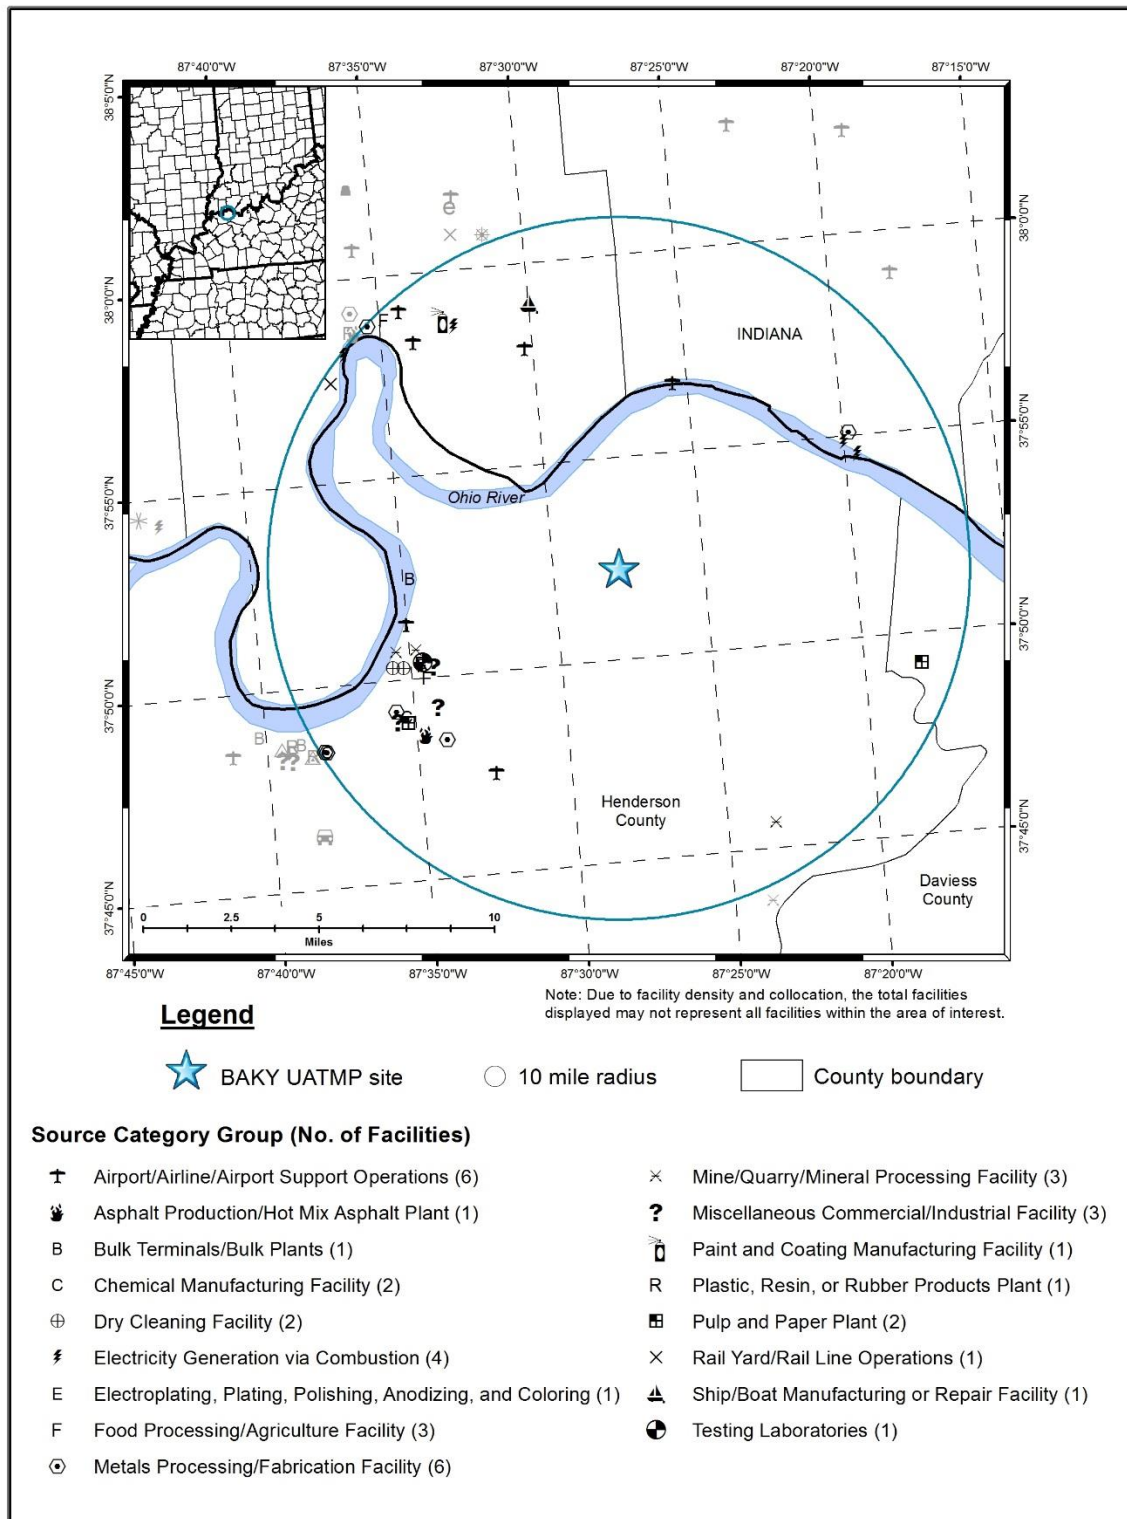 87°40'0"W 87°35'0"W 87°30'0"W 87°25'0"W 87°20'0"W 87°15'0"W
38°5'0"N
38°0'0"N
37°55'0"N
37°50'0"N
37°45'0"N
38°0'0"N
37°55'0"N
37°50'0"N
37°45'0"N
INDIANA
Ohio River
Henderson
County
Daviess
County
0 2.5 5 10
Miles
87°45'0"W 87°40'0"W 87°35'0"W 87°30'0"W 87°25'0"W 87°20'0"W
Note: Due to facility density and collocation, the total facilities
displayed may not represent all facilities within the area of interest.
Legend
BAKY UATMP site
10 mile radius
County boundary
Source Category Group (No. of Facilities)
Airport/Airline/Airport Support Operations (6)
Asphalt Production/Hot Mix Asphalt Plant (1)
B Bulk Terminals/Bulk Plants (1)
C Chemical Manufacturing Facility (2)
Dry Cleaning Facility (2)
Electricity Generation via Combustion (4)
E Electroplating, Plating, Polishing, Anodizing, and Coloring (1)
F Food Processing/Agriculture Facility (3)
Metals Processing/Fabrication Facility (6)
Mine/Quarry/Mineral Processing Facility (3)
? Miscellaneous Commercial/Industrial Facility (3)
Paint and Coating Manufacturing Facility (1)
R Plastic, Resin, or Rubber Products Plant (1)
Pulp and Paper Plant (2)
Rail Yard/Rail Line Operations (1)
Ship/Boat Manufacturing or Repair Facility (1)
Testing Laboratories (1)